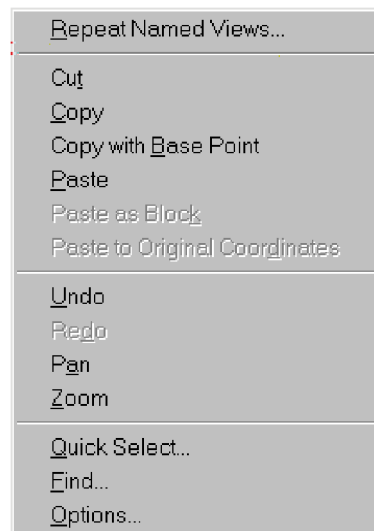 Repeat Named Views...
Cut
Copy
Copy with Base Point
Paste
Paste as Block
Paste to Original Coordinates
Undo
Redo
Pan
Zoom
Quick Select...
Find...
Options...